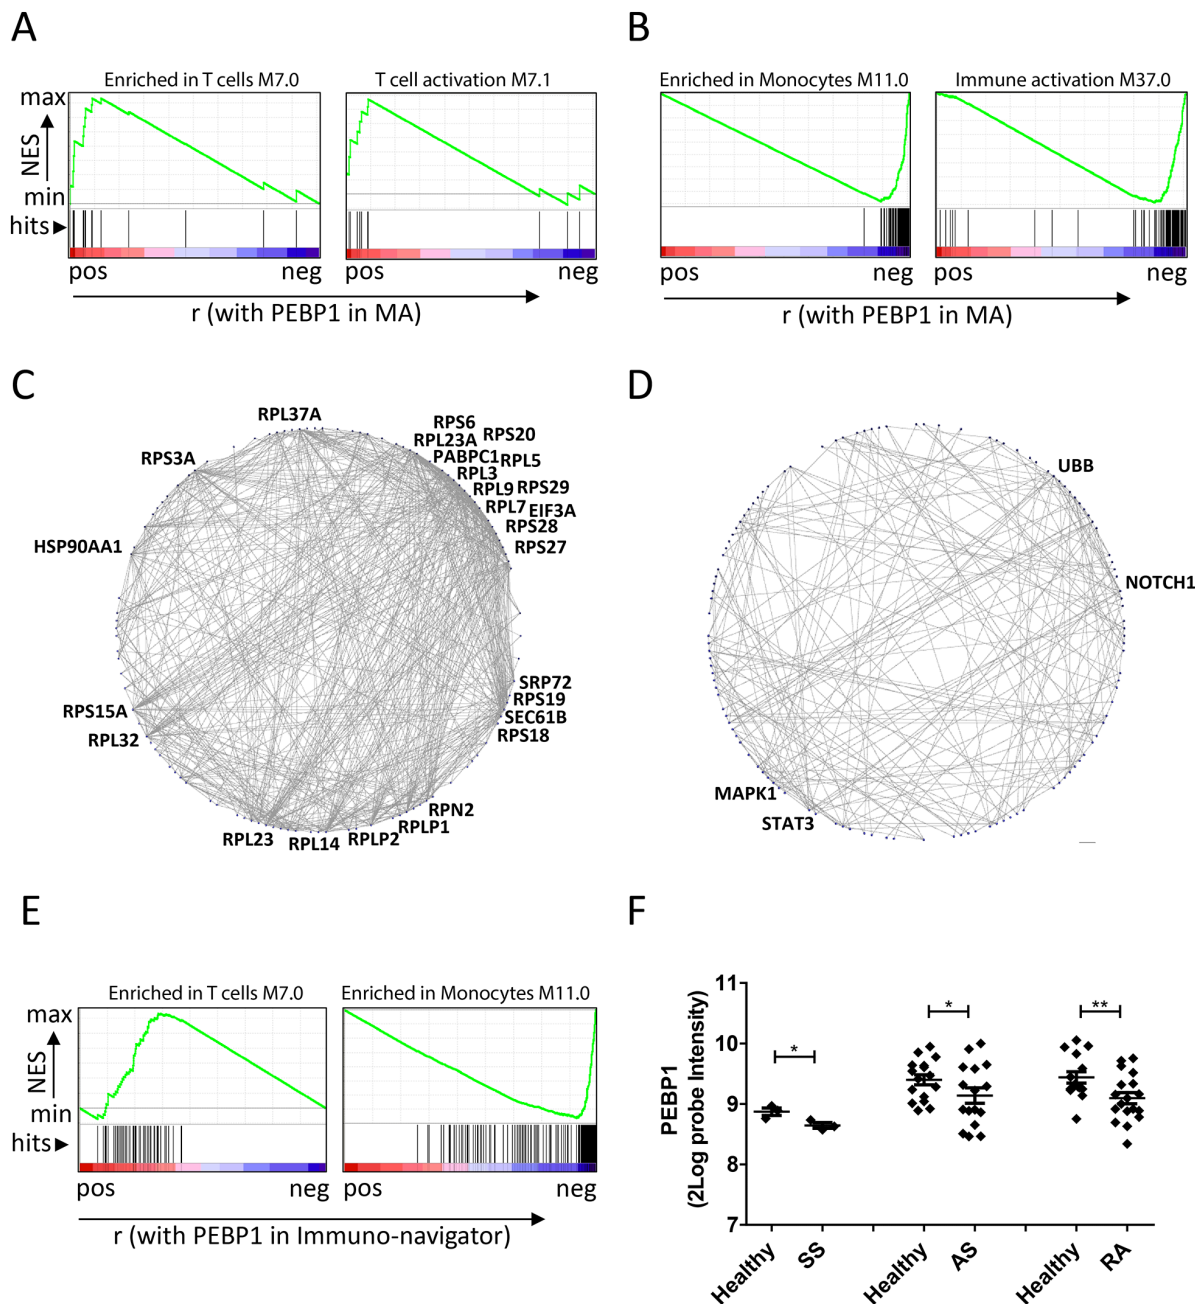 A
B
Enriched in T cells M7.0
T cell activation M7.1
Enriched in Monocytes M11.0
Immune activation M37.0
max
NES
min
hits
pos
neg
pos
neg
pos
neg
pos
neg
r (with PEBP1 in MA)
r (with PEBP1 in MA)
C
RPL37A
RPS6
RPL23A
RPS20
PABPC1
RPL5
RPL3
RPL9
RPS29
RPL7
EIF3A
RPS28
RPS27
RPS3A
HSP90AA1
RPS15A
RPL32
SRP72
RPS19
SEC61B
RPS18
RPN2
RPLP1
RPLP2
RPL14
RPL23
D
UBB
NOTCH1
MAPK1
STAT3
E
Enriched in T cells M7.0
Enriched in Monocytes M11.0
max
NES
min
hits
pos
neg
pos
neg
r (with PEBP1 in Immuno-navigator)
F
PEBP1
(2Log probe Intensity)
11
10
9
8
7
*
*
**
Healthy
SS
Healthy
AS
Healthy
RA